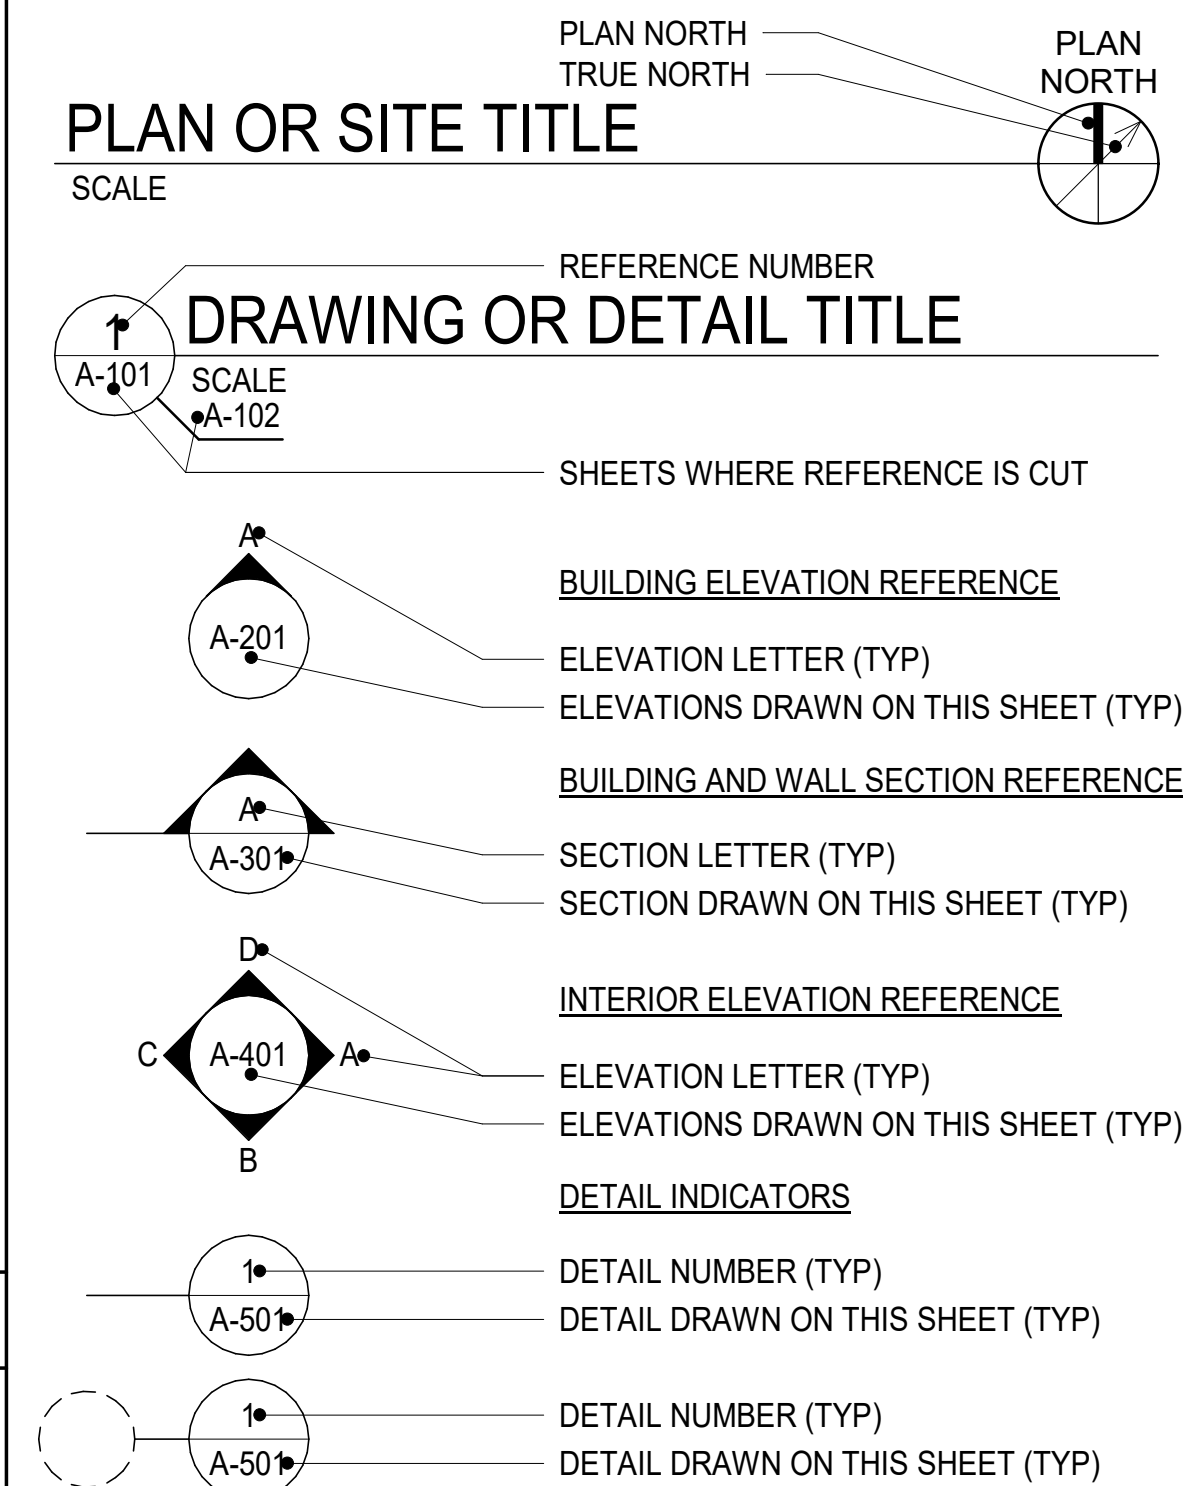 PLAN NORTH
TRUE NORTH
PLAN
NORTH
PLAN OR SITE TITLE
SCALE
REFERENCE NUMBER
1
DRAWING OR DETAIL TITLE
A-101
SCALE
A-102
SHEETS WHERE REFERENCE IS CUT
A
BUILDING ELEVATION REFERENCE
A-201
ELEVATION LETTER (TYP)
ELEVATIONS DRAWN ON THIS SHEET (TYP)
BUILDING AND WALL SECTION REFERENCE
A
A-301
SECTION LETTER (TYP)
SECTION DRAWN ON THIS SHEET (TYP)
D
INTERIOR ELEVATION REFERENCE
C
A-401
A
ELEVATION LETTER (TYP)
ELEVATIONS DRAWN ON THIS SHEET (TYP)
B
DETAIL INDICATORS
1
DETAIL NUMBER (TYP)
A-501
DETAIL DRAWN ON THIS SHEET (TYP)
1
DETAIL NUMBER (TYP)
A-501
DETAIL DRAWN ON THIS SHEET (TYP)